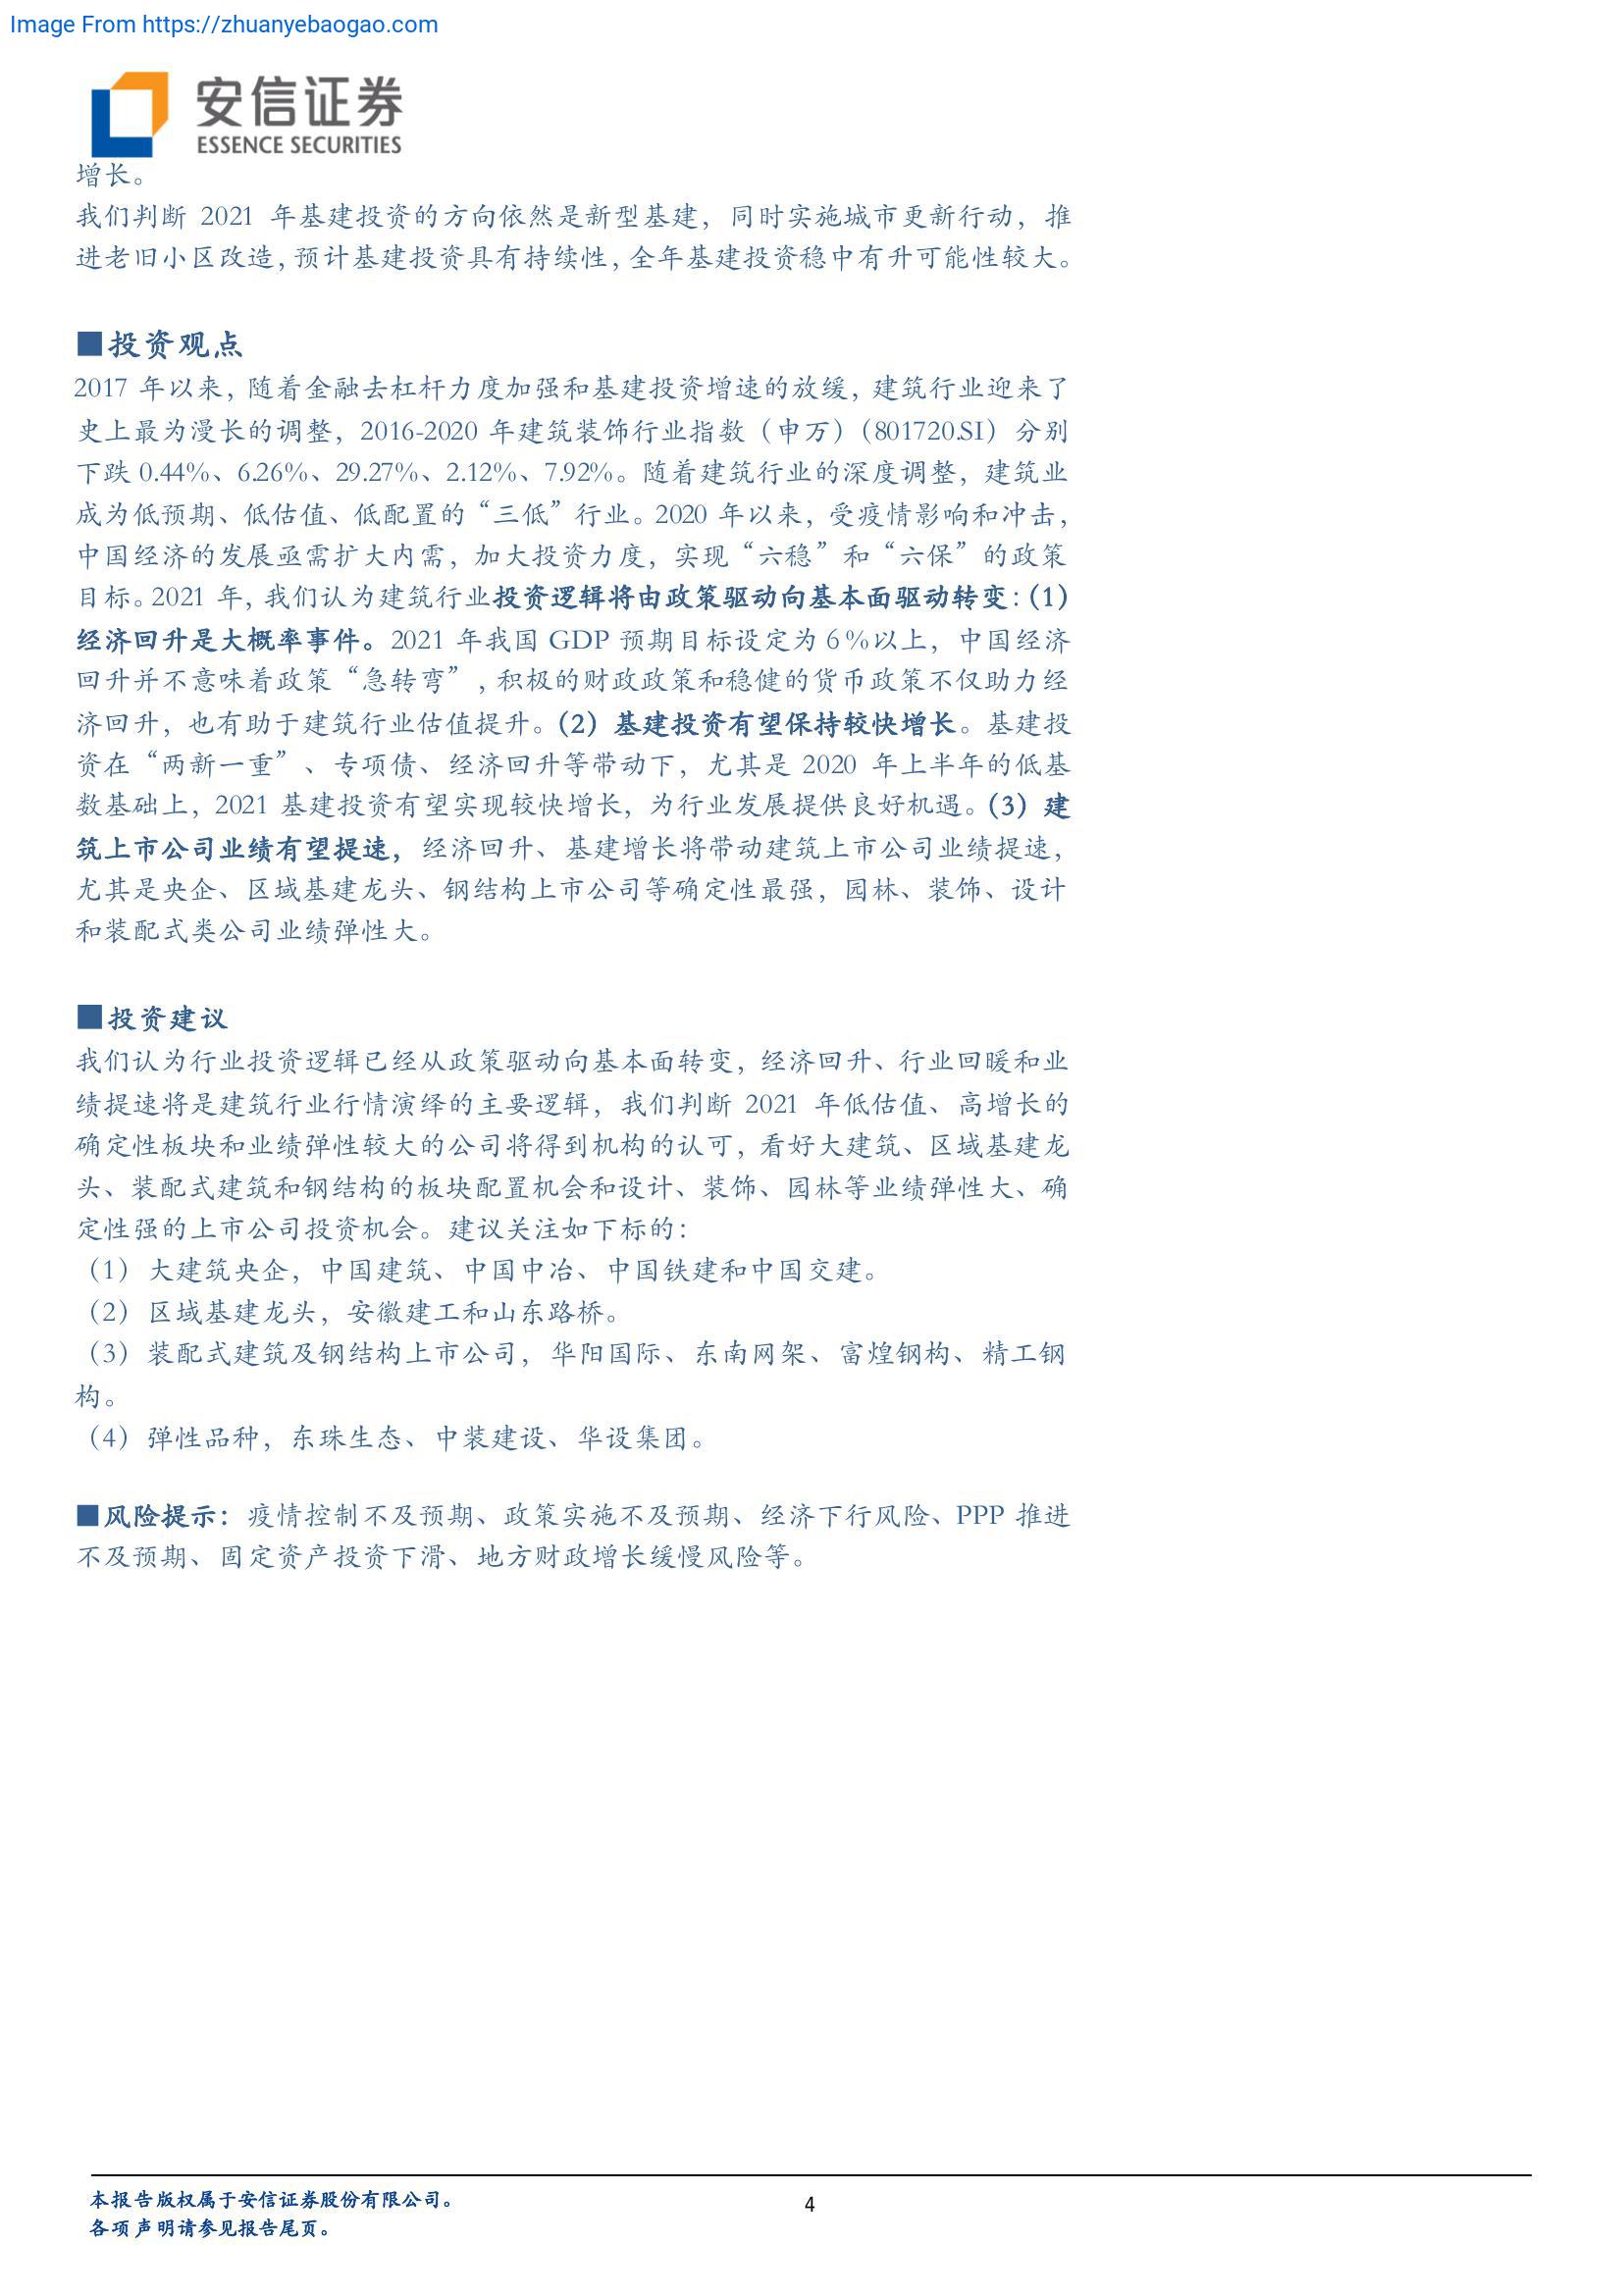 Image From https://zhuanyebaogao.com
安信证券
ESSENCE SECURITIES
增长。
我们判断 2021 年基建投资的方向依然是新型基建，同时实施城市更新行动，推
进老旧小区改造，预计基建投资具有持续性，全年基建投资稳中有升可能性较大。
■投资观点
2017 年以来，随着金融去杠杆力度加强和基建投资增速的放缓，建筑行业迎来了
史上最为漫长的调整，2016-2020 年建筑装饰行业指数（申万）（801720.SI）分别
下跌 0.44%、6.26%、29.27%、2.12%、7.92%。随着建筑行业的深度调整，建筑业
成为低预期、低估值、低配置的“三低”行业。2020 年以来，受疫情影响和冲击，
中国经济的发展亟需扩大内需，加大投资力度，实现“六稳”和“六保”的政策
目标。2021 年，我们认为建筑行业投资逻辑将由政策驱动向基本面驱动转变：（1）
经济回升是大概率事件。2021 年我国 GDP 预期目标设定为 6%以上，中国经济
回升并不意味着政策“急转弯”，积极的财政政策和稳健的货币政策不仅助力经
济回升，也有助于建筑行业估值提升。（2）基建投资有望保持较快增长。基建投
资在“两新一重”、专项债、经济回升等带动下，尤其是 2020 年上半年的低基
数基础上，2021 基建投资有望实现较快增长，为行业发展提供良好机遇。（3）建
筑上市公司业绩有望提速，经济回升、基建增长将带动建筑上市公司业绩提速，
尤其是央企、区域基建龙头、钢结构上市公司等确定性最强，园林、装饰、设计
和装配式类公司业绩弹性大。
■投资建议
我们认为行业投资逻辑已经从政策驱动向基本面转变，经济回升、行业回暖和业
绩提速将是建筑行业行情演绎的主要逻辑，我们判断 2021 年低估值、高增长的
确定性板块和业绩弹性较大的公司将得到机构的认可，看好大建筑、区域基建龙
头、装配式建筑和钢结构的板块配置机会和设计、装饰、园林等业绩弹性大、确
定性强的上市公司投资机会。建议关注如下标的：
（1）大建筑央企，中国建筑、中国中冶、中国铁建和中国交建。
（2）区域基建龙头，安徽建工和山东路桥。
（3）装配式建筑及钢结构上市公司，华阳国际、东南网架、富煌钢构、精工钢
构。
（4）弹性品种，东珠生态、中装建设、华设集团。
■风险提示：疫情控制不及预期、政策实施不及预期、经济下行风险、PPP 推进
不及预期、固定资产投资下滑、地方财政增长缓慢风险等。
本报告版权属于安信证券股份有限公司。
4
各项声明请参见报告尾页。